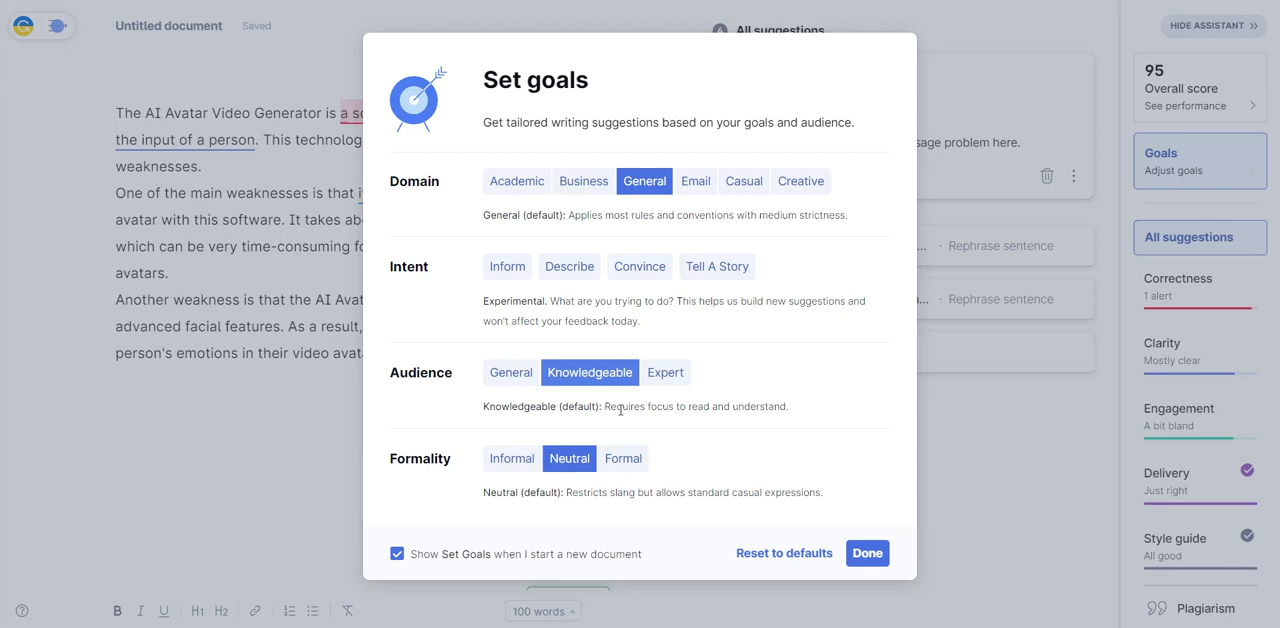 Untitled document
Saved
All suggestions
HIDE ASSISTANT
The AI Avatar Video Generator is a
the input of a person. This
weaknesses.
One of the main weaknesses is that
avatar with this software. It takes
which can be very time-consuming
avatars.
Another weakness is that the AI
advanced facial features. As a result,
person's emotions in their video
Set goals
Get tailored writing suggestions based on your goals and audience.
Domain
Academic Business General Email Casual Creative
General (default): Applies most rules and conventions with medium strictness.
Intent
Inform Describe Convince Tell A Story
Experimental. What are you trying to do? This helps us build new suggestions and
won't affect your feedback today.
Audience
General Knowledgeable Expert
Knowledgeable (default): Requires focus to read and understand.
Formality
Informal Neutral Formal
Neutral (default): Restricts slang but allows standard casual expressions.
Show Set Goals when I start a new document
Reset to defaults
Done
problem here.
... · Rephrase sentence
... · Rephrase sentence
95
Overall score
See performance
Goals
Adjust goals
All suggestions
Correctness
1 alert
Clarity
Mostly clear
Engagement
A bit bland
Delivery
Just right
Style guide
All good
Plagiarism
B I U H1 H2
100 words